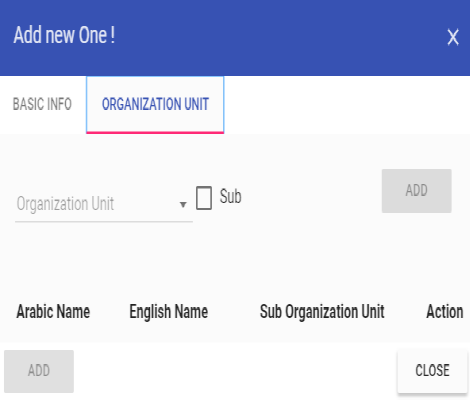 Add new One !
X
BASIC INFO
ORGANIZATION UNIT
Organization Unit
Sub
ADD
Arabic Name English Name Sub Organization Unit Action
ADD
CLOSE